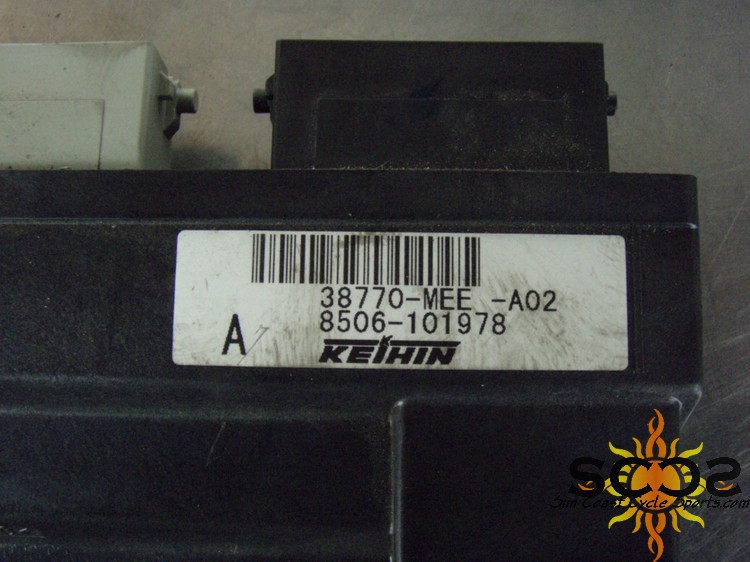 38770-MEE -A02
8506-101978
A
KEIHIN
SCCS
Sun Coast Cycle Sports.com